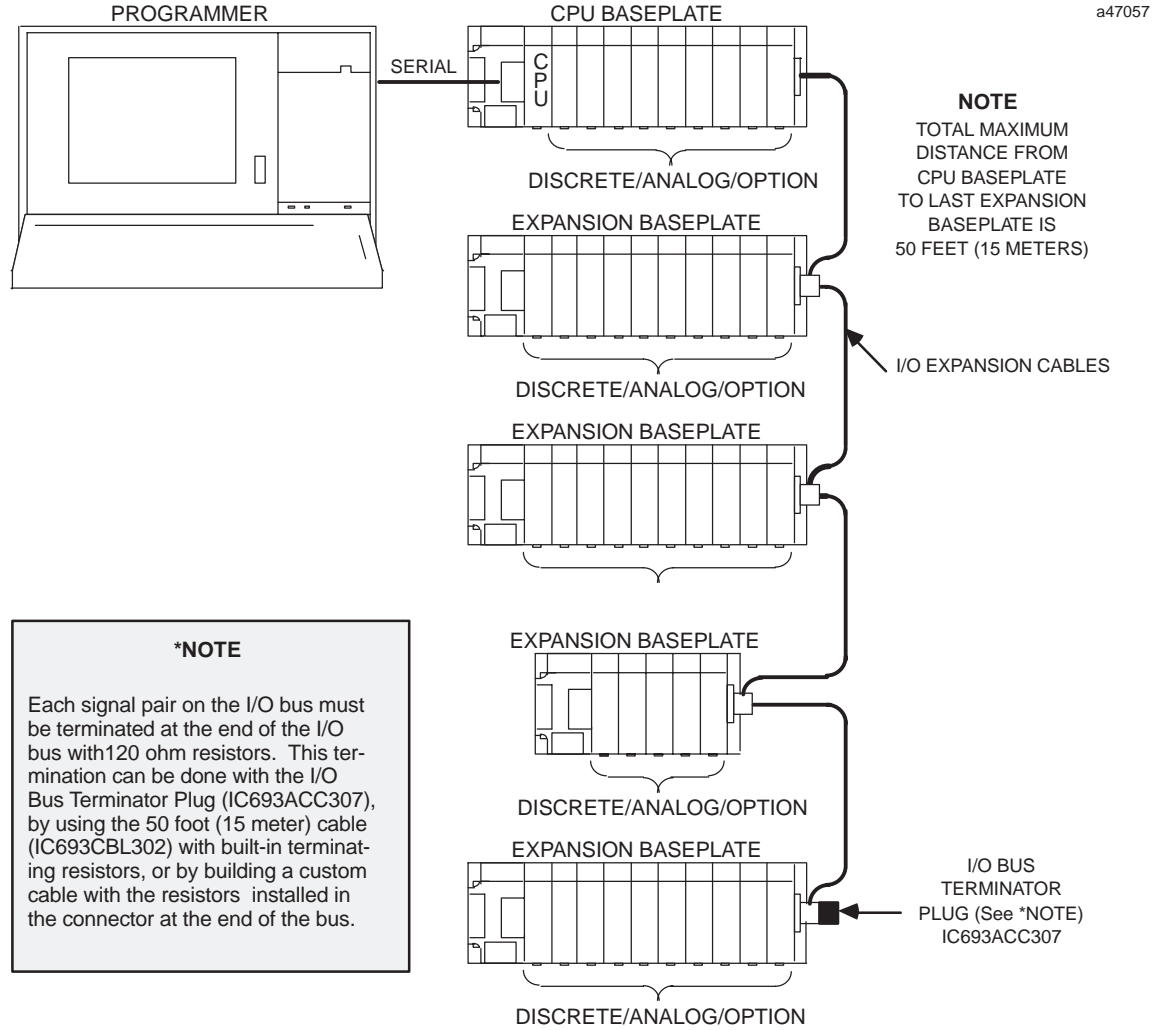 PROGRAMMER
CPU BASEPLATE
a47057
SERIAL
C
P
U
DISCRETE/ANALOG/OPTION
NOTE
TOTAL MAXIMUM
DISTANCE FROM
CPU BASEPLATE
TO LAST EXPANSION
BASEPLATE IS
50 FEET (15 METERS)
EXPANSION BASEPLATE
DISCRETE/ANALOG/OPTION
I/O EXPANSION CABLES
EXPANSION BASEPLATE
EXPANSION BASEPLATE
DISCRETE/ANALOG/OPTION
*NOTE
Each signal pair on the I/O bus must
be terminated at the end of the I/O
bus with120 ohm resistors. This ter-
mination can be done with the I/O
Bus Terminator Plug (IC693ACC307),
by using the 50 foot (15 meter) cable
(IC693CBL302) with built-in terminat-
ing resistors, or by building a custom
cable with the resistors installed in
the connector at the end of the bus.
EXPANSION BASEPLATE
I/O BUS
TERMINATOR
PLUG (See *NOTE)
IC693ACC307
DISCRETE/ANALOG/OPTION